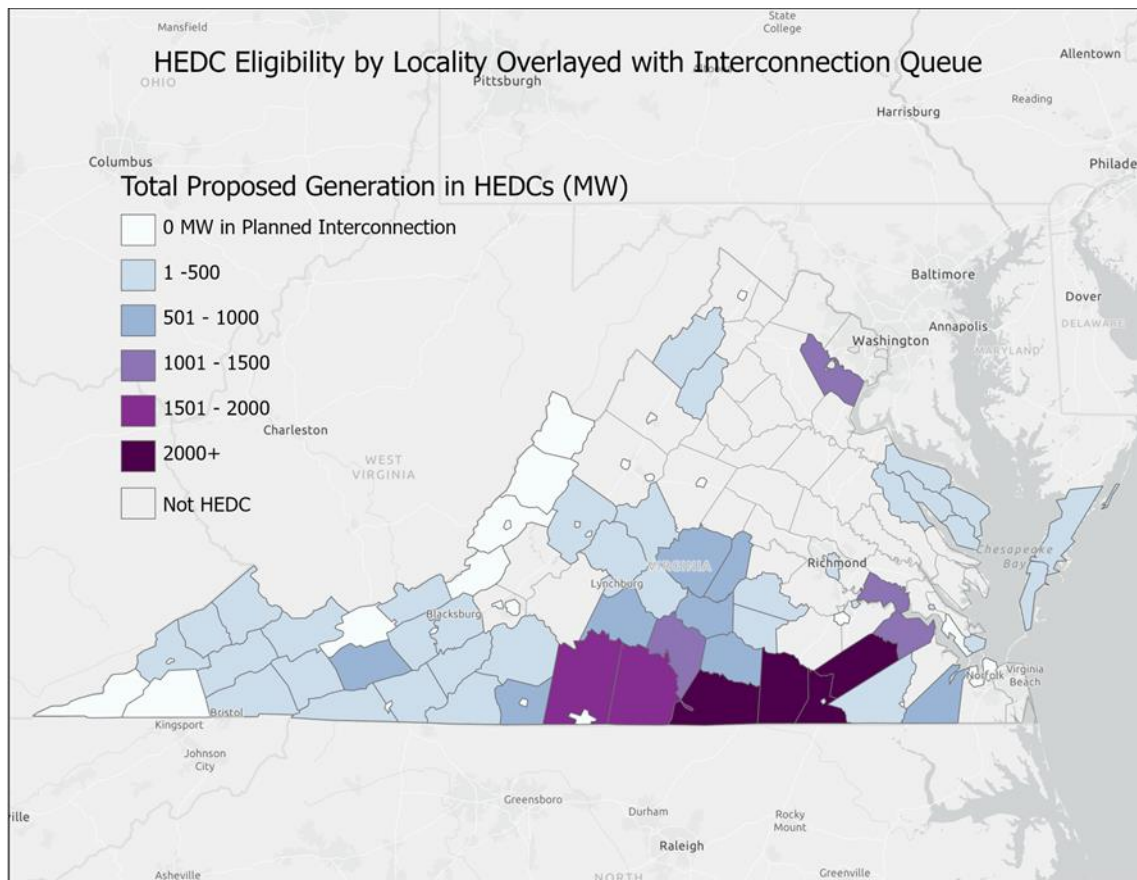 Mansfield
State
College
HEDC Eligibility by Locality Overlayed with Interconnection Queue
Allentown
OHIO
Pittsburgh
Reading
Harrisburg
Columbus
Philade
Total Proposed Generation in HEDCs (MW)
0 MW in Planned Interconnection
1 -500
501 - 1000
1001 - 1500
1501 - 2000
2000+
Not HEDC
Baltimore
Dover
Annapolis
DELAWARE
Washington
MARYLAND
Charleston
WEST
VIRGINIA
Chesapeake
Bay
Richmond
VIRGINIA
Lynchburg
Blacksburg
Norfolk
Virginia
Beach
Bristol
Kingsport
Johnson
City
Greensboro
Durham
Rocky
Mount
ville
Raleigh
Asheville
NORTH
Greenville